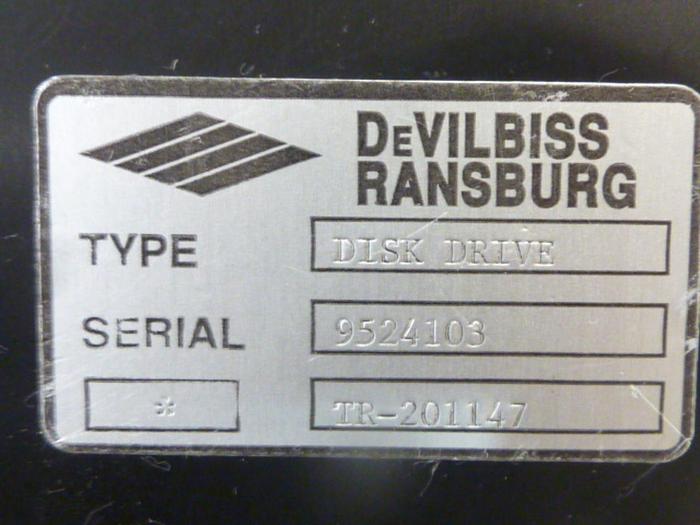 DEVILBISS
RANSBURG
TYPE DISK DRIVE
SERIAL 9524103
* TR-201147